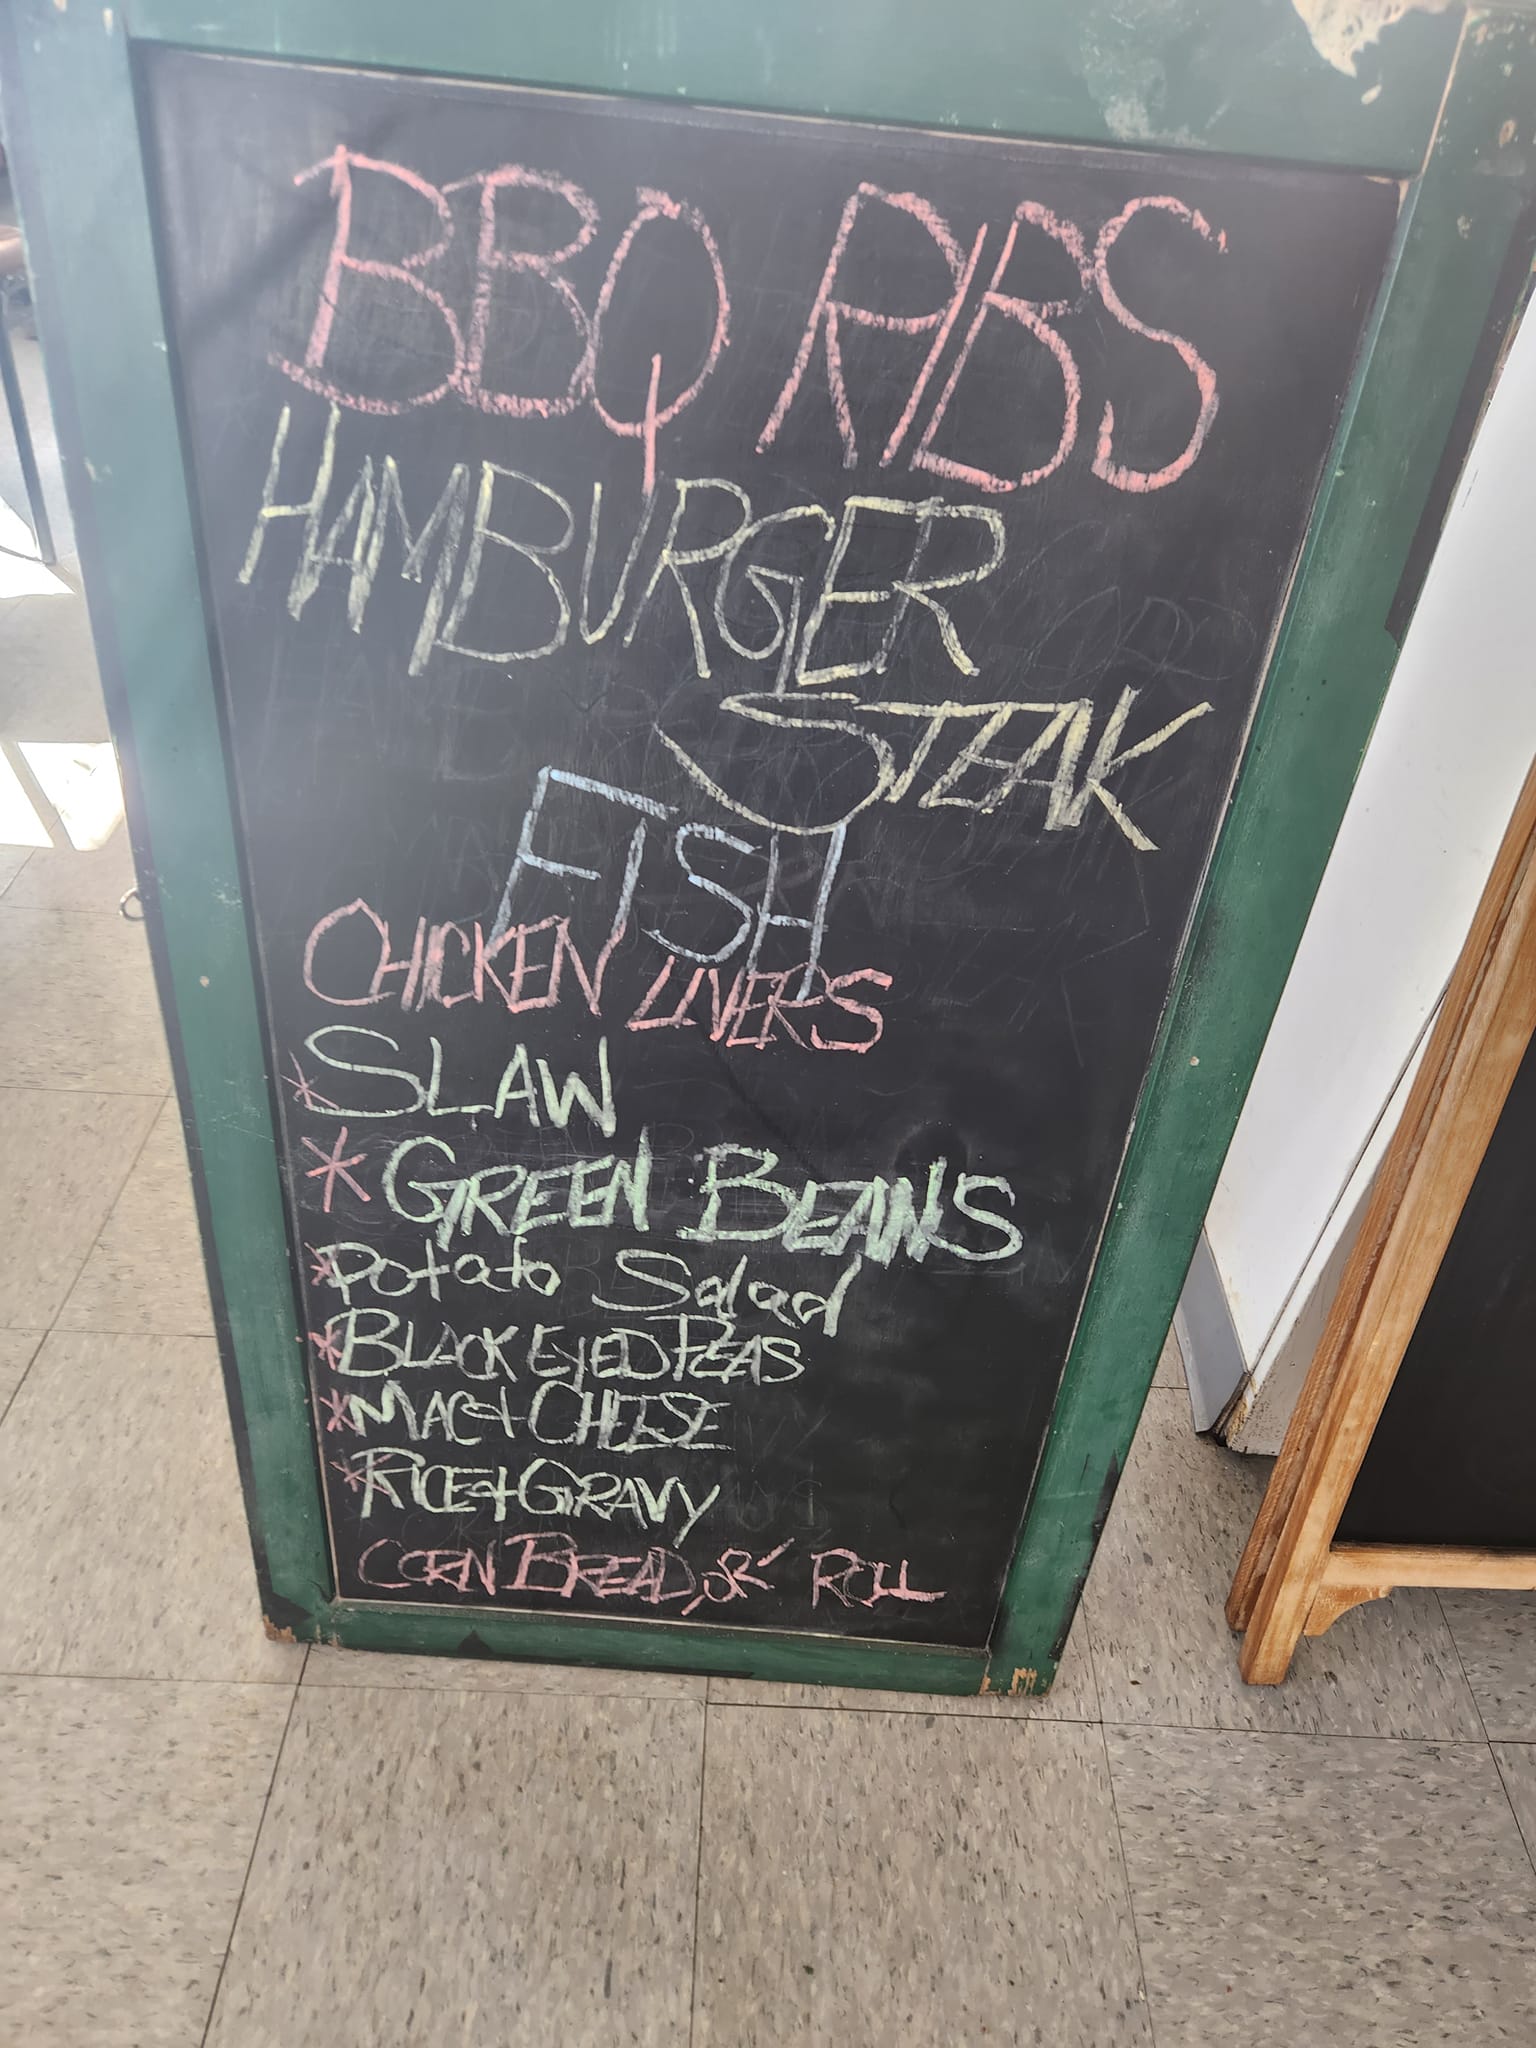 BBQ RIBS
HAMBURGER
STEAK
FISH
CHICKEN LIVERS
* SLAW
* GREEN BEANS
* Potato Salad
* BLACK EYED PEAS
* MAC + CHEESE
* RICE + GRAVY
CORN BREAD, OR ROLL